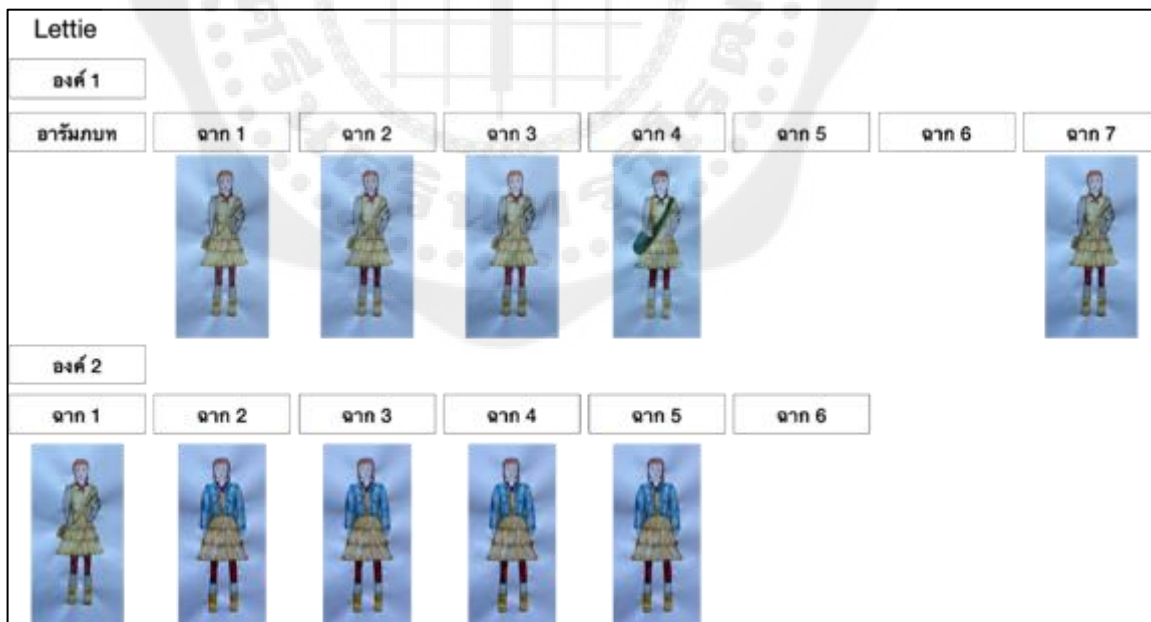 Lettie
องค์ 1
อารัมภบท ฉาก 1 ฉาก 2 ฉาก 3 ฉาก 4 ฉาก 5 ฉาก 6 ฉาก 7
องค์ 2
ฉาก 1 ฉาก 2 ฉาก 3 ฉาก 4 ฉาก 5 ฉาก 6